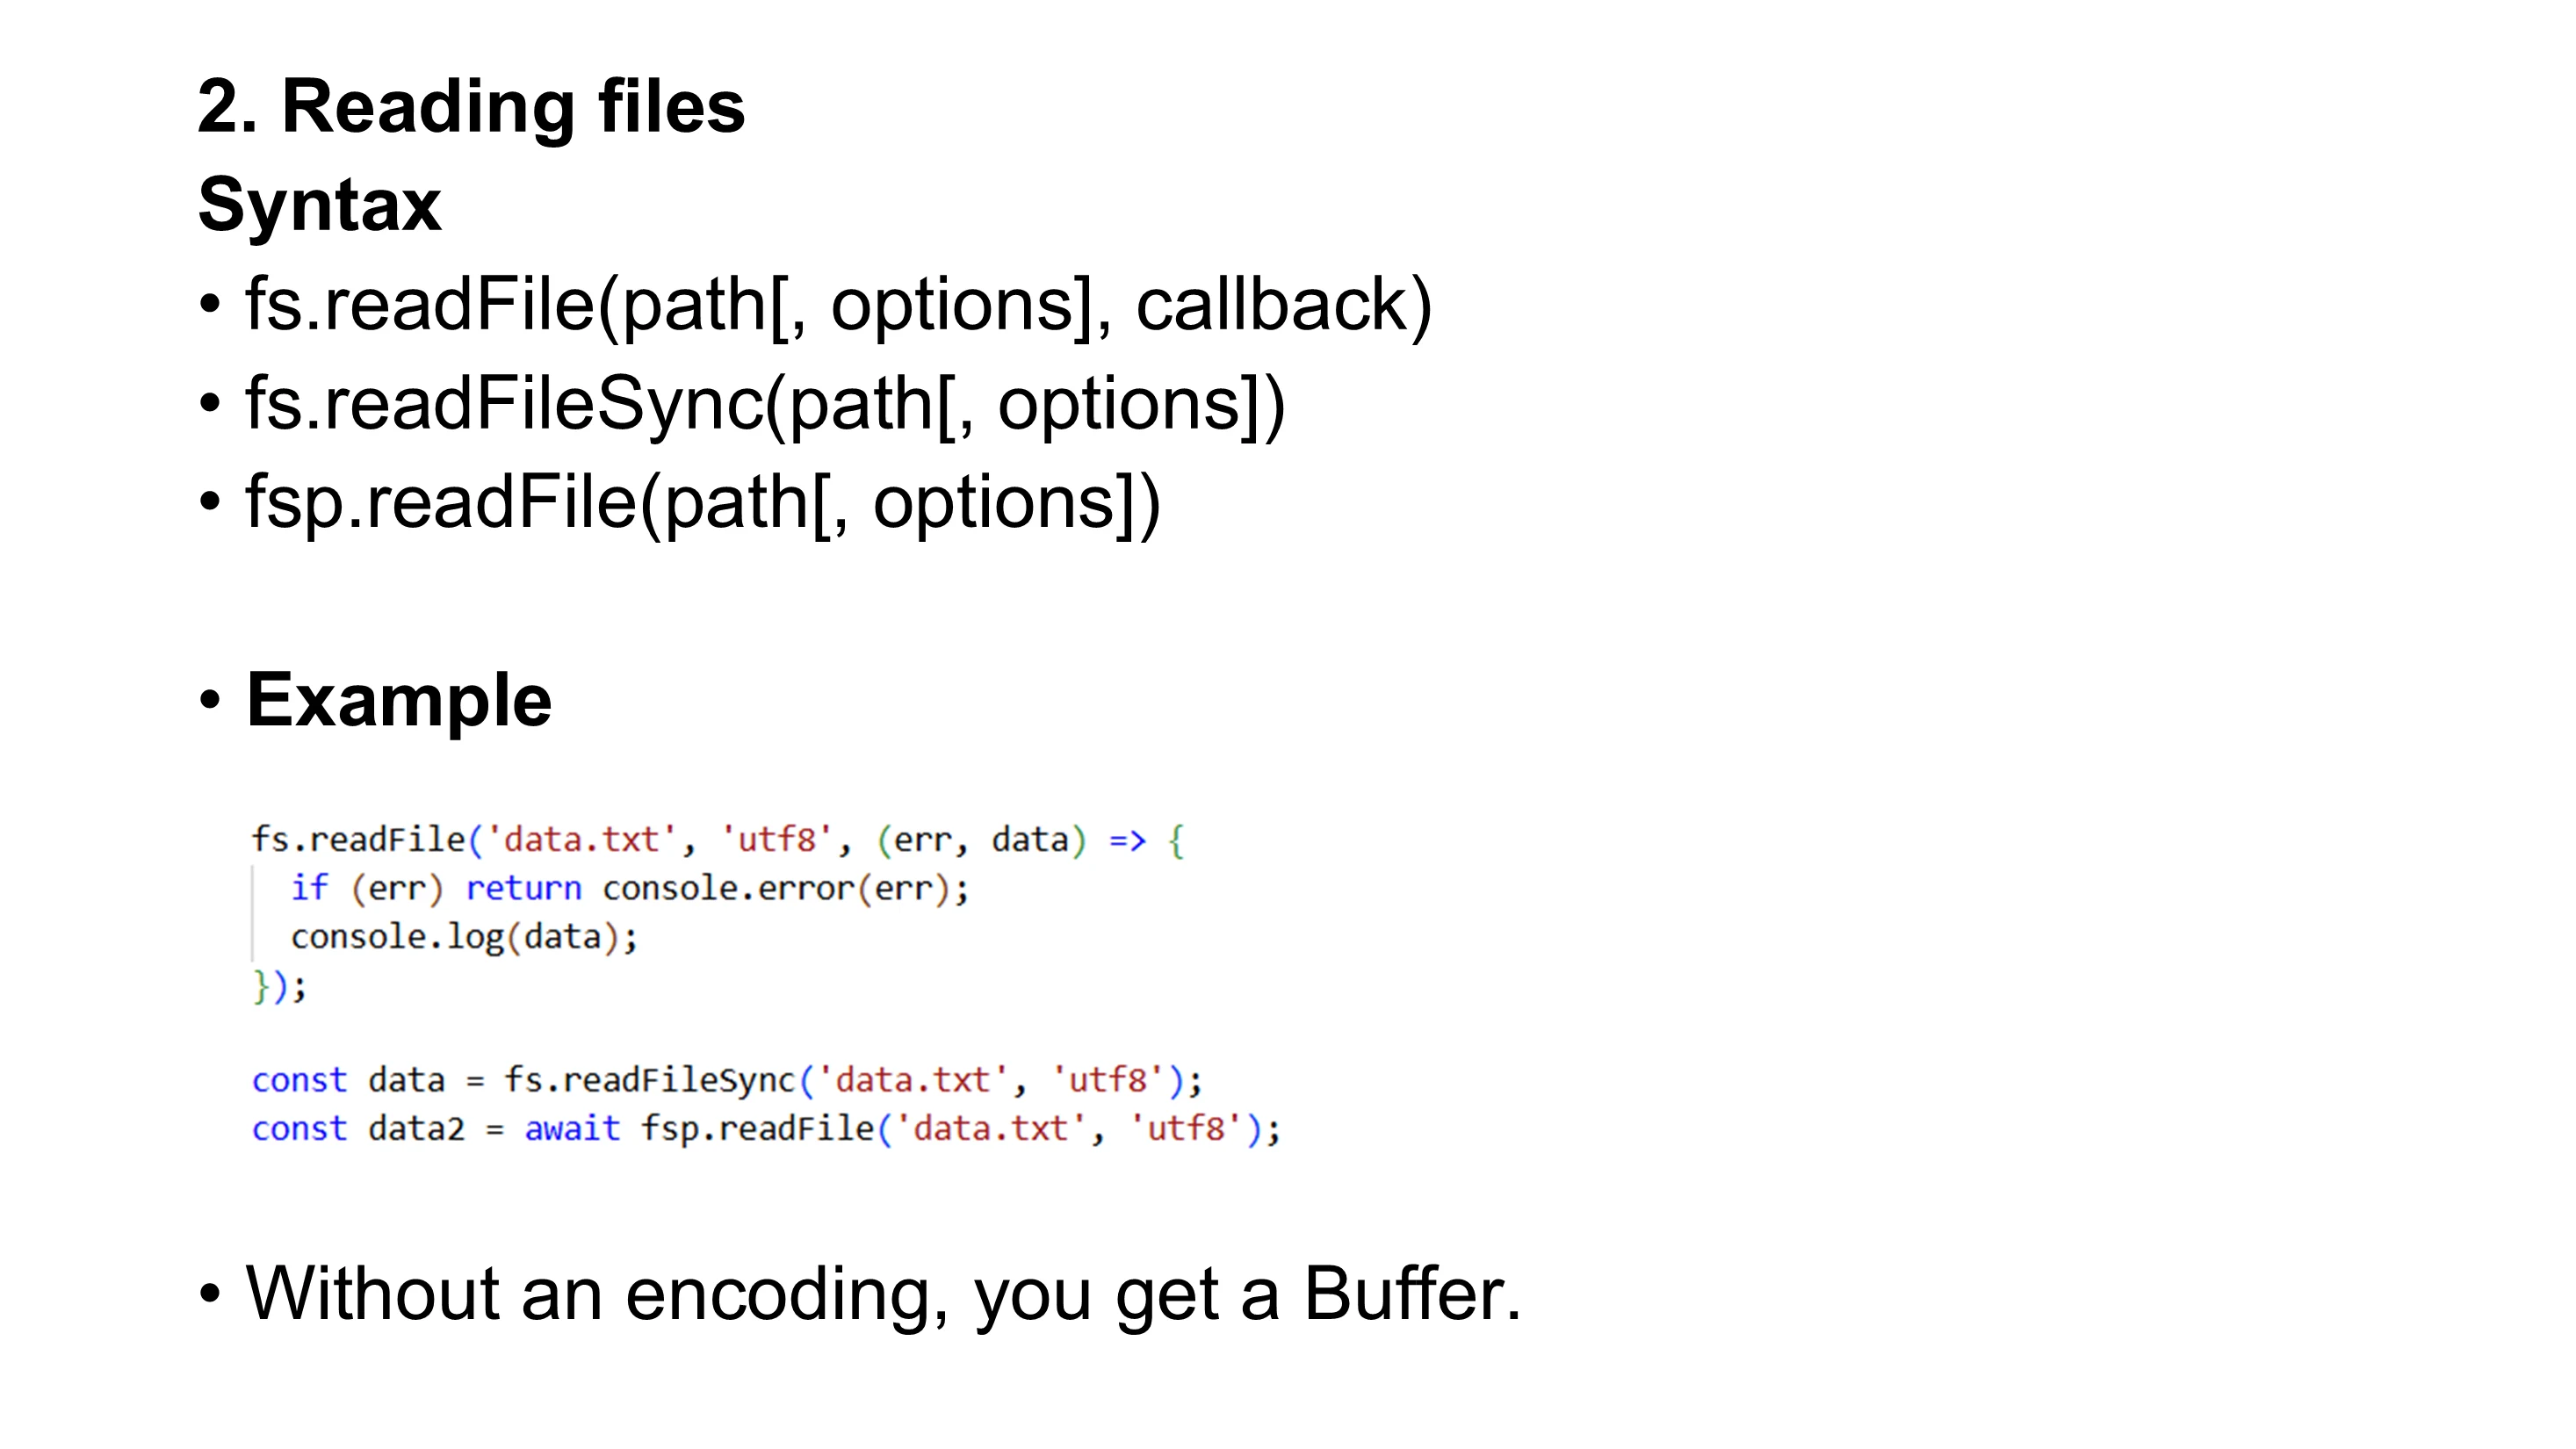 2. Reading files
Syntax
• fs.readFile(path[, options], callback)
• fs.readFileSync(path[, options])
• fsp.readFile(path[, options])
• Example
fs.readFile('data.txt', 'utf8', (err, data) => {
  if (err) return console.error(err);
  console.log(data);
});
const data = fs.readFileSync('data.txt', 'utf8');
const data2 = await fsp.readFile('data.txt', 'utf8');
• Without an encoding, you get a Buffer.